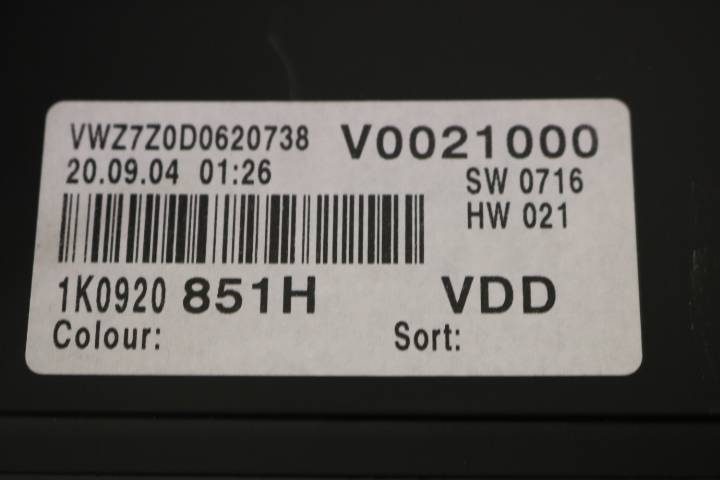 VWZ7Z0D0620738 V0021000
20.09.04 01:26 SW 0716
HW 021
1K0920 851H VDD
Colour: Sort: